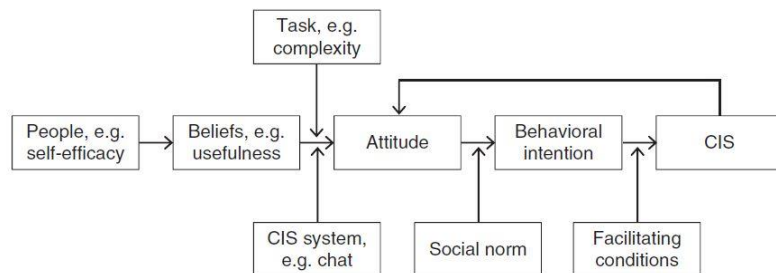 Task, e.g.
complexity
People, e.g.
self-efficacy
Beliefs, e.g.
usefulness
Attitude
Behavioral
intention
CIS
CIS system,
e.g. chat
Social norm
Facilitating
conditions